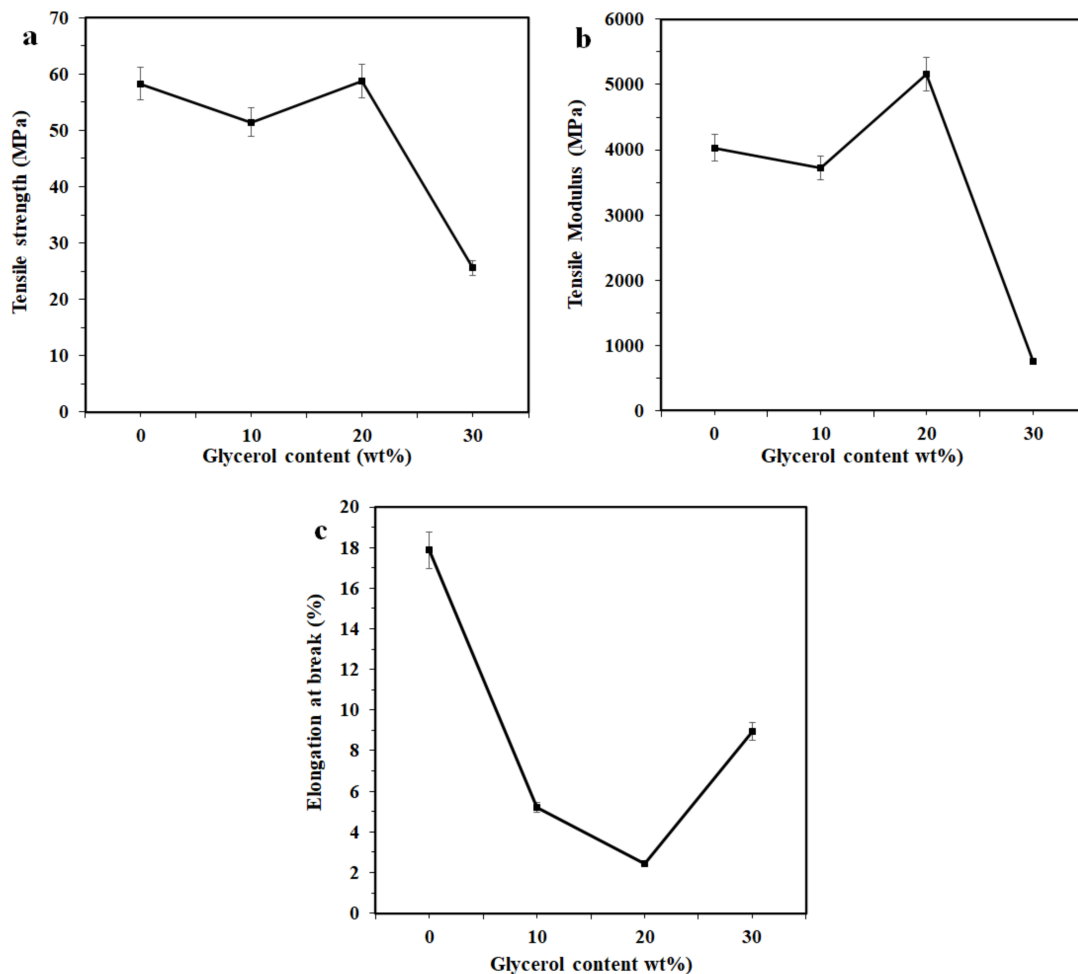 a
Tensile strength (MPa)
70
60
50
40
30
20
10
0
0 10 20 30
Glycerol content (wt%)
b
Tensile Modulus (MPa)
6000
5000
4000
3000
2000
1000
0
0 10 20 30
Glycerol content wt%)
c
Elongation at break (%)
20
18
16
14
12
10
8
6
4
2
0
0 10 20 30
Glycerol content wt%)